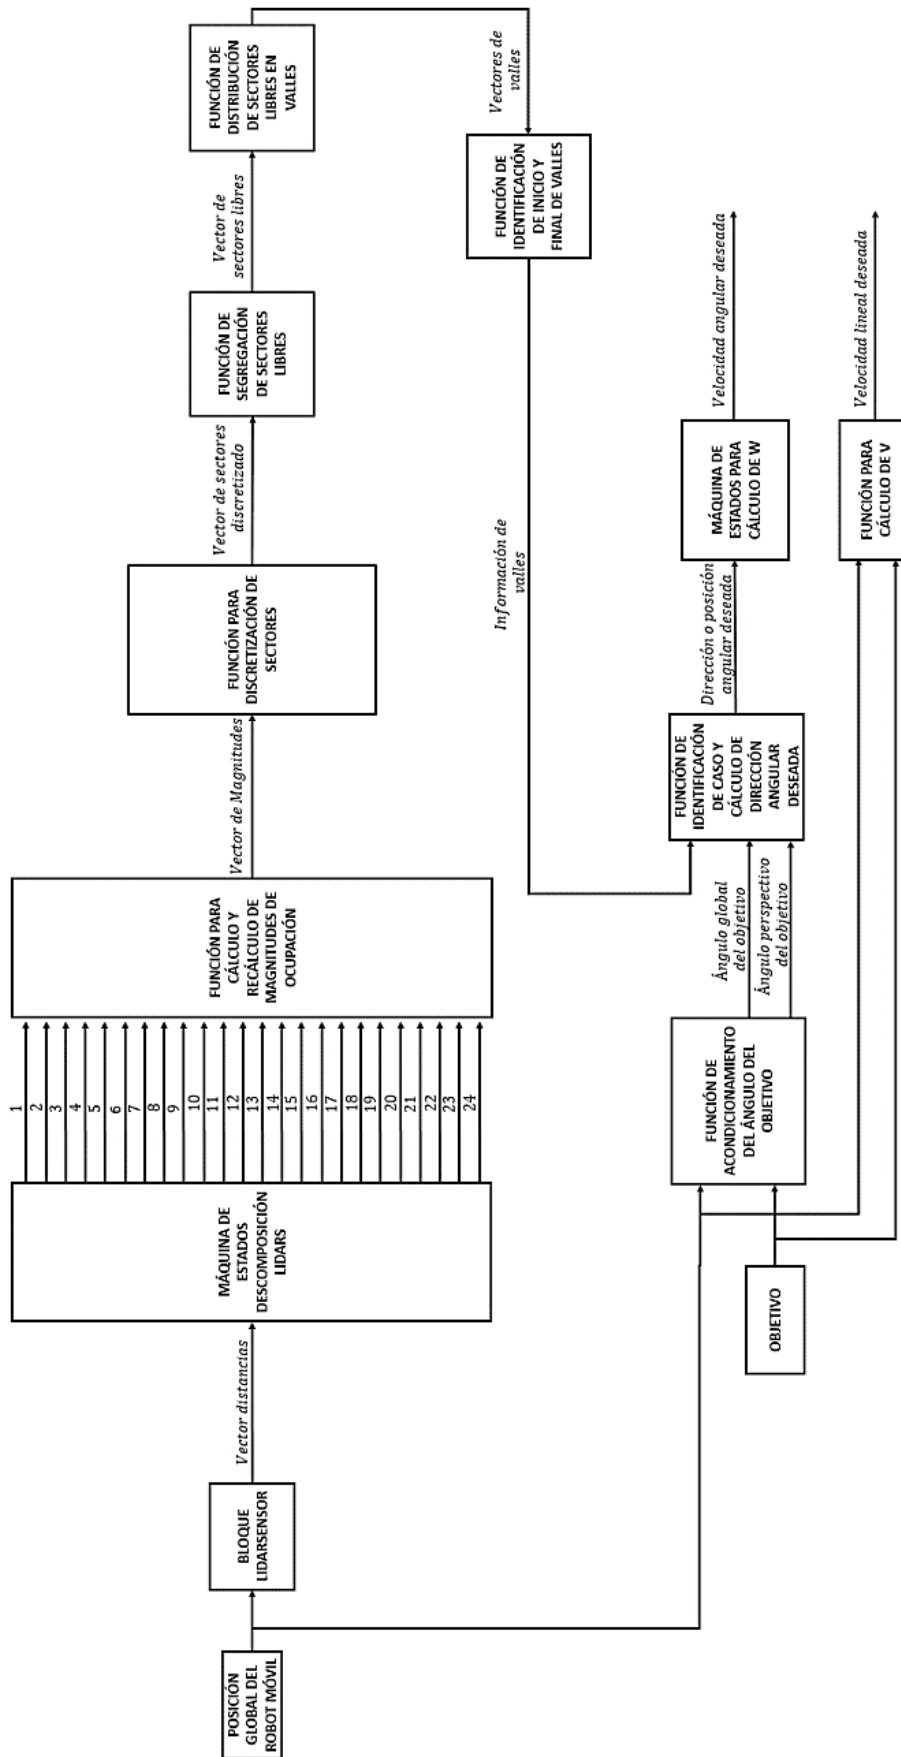 POSICIÓN
GLOBAL DEL
ROBOT MÓVIL
BLOQUE
LIDARSENSOR
Vector distancias
MÁQUINA DE
ESTADOS
DESCOMPOSICIÓN
LIDARS
1
2
3
4
5
6
7
8
9
10
11
12
13
14
15
16
17
18
19
20
21
22
23
24
FUNCIÓN PARA
CÁLCULO Y
RECÁLCULO DE
MAGNITUDES DE
OCUPACIÓN
Vector de Magnitudes
FUNCIÓN PARA
DISCRETIZACIÓN DE
SECTORES
Vector de sectores
discretizado
FUNCIÓN DE
SEGREGACIÓN
DE SECTORES
LIBRES
Vector de
sectores libres
FUNCIÓN DE
DISTRIBUCIÓN
DE SECTORES
LIBRES EN
VALLES
Vectores de
valles
FUNCIÓN DE
IDENTIFICACIÓN
DE INICIO Y
FINAL DE VALLES
Información de
valles
OBJETIVO
FUNCIÓN DE
ACONDICIONAMIENTO
DEL ÁNGULO DEL
OBJETIVO
Ángulo global
del objetivo
Ángulo perspectivo
del objetivo
FUNCIÓN DE
IDENTIFICACIÓN
DE CASO Y
CÁLCULO DE
DIRECCIÓN
ANGULAR
DESEADA
Dirección o posición
angular deseada
MÁQUINA DE
ESTADOS PARA
CÁLCULO DE W
Velocidad angular deseada
FUNCIÓN PARA
CÁLCULO DE V
Velocidad lineal deseada